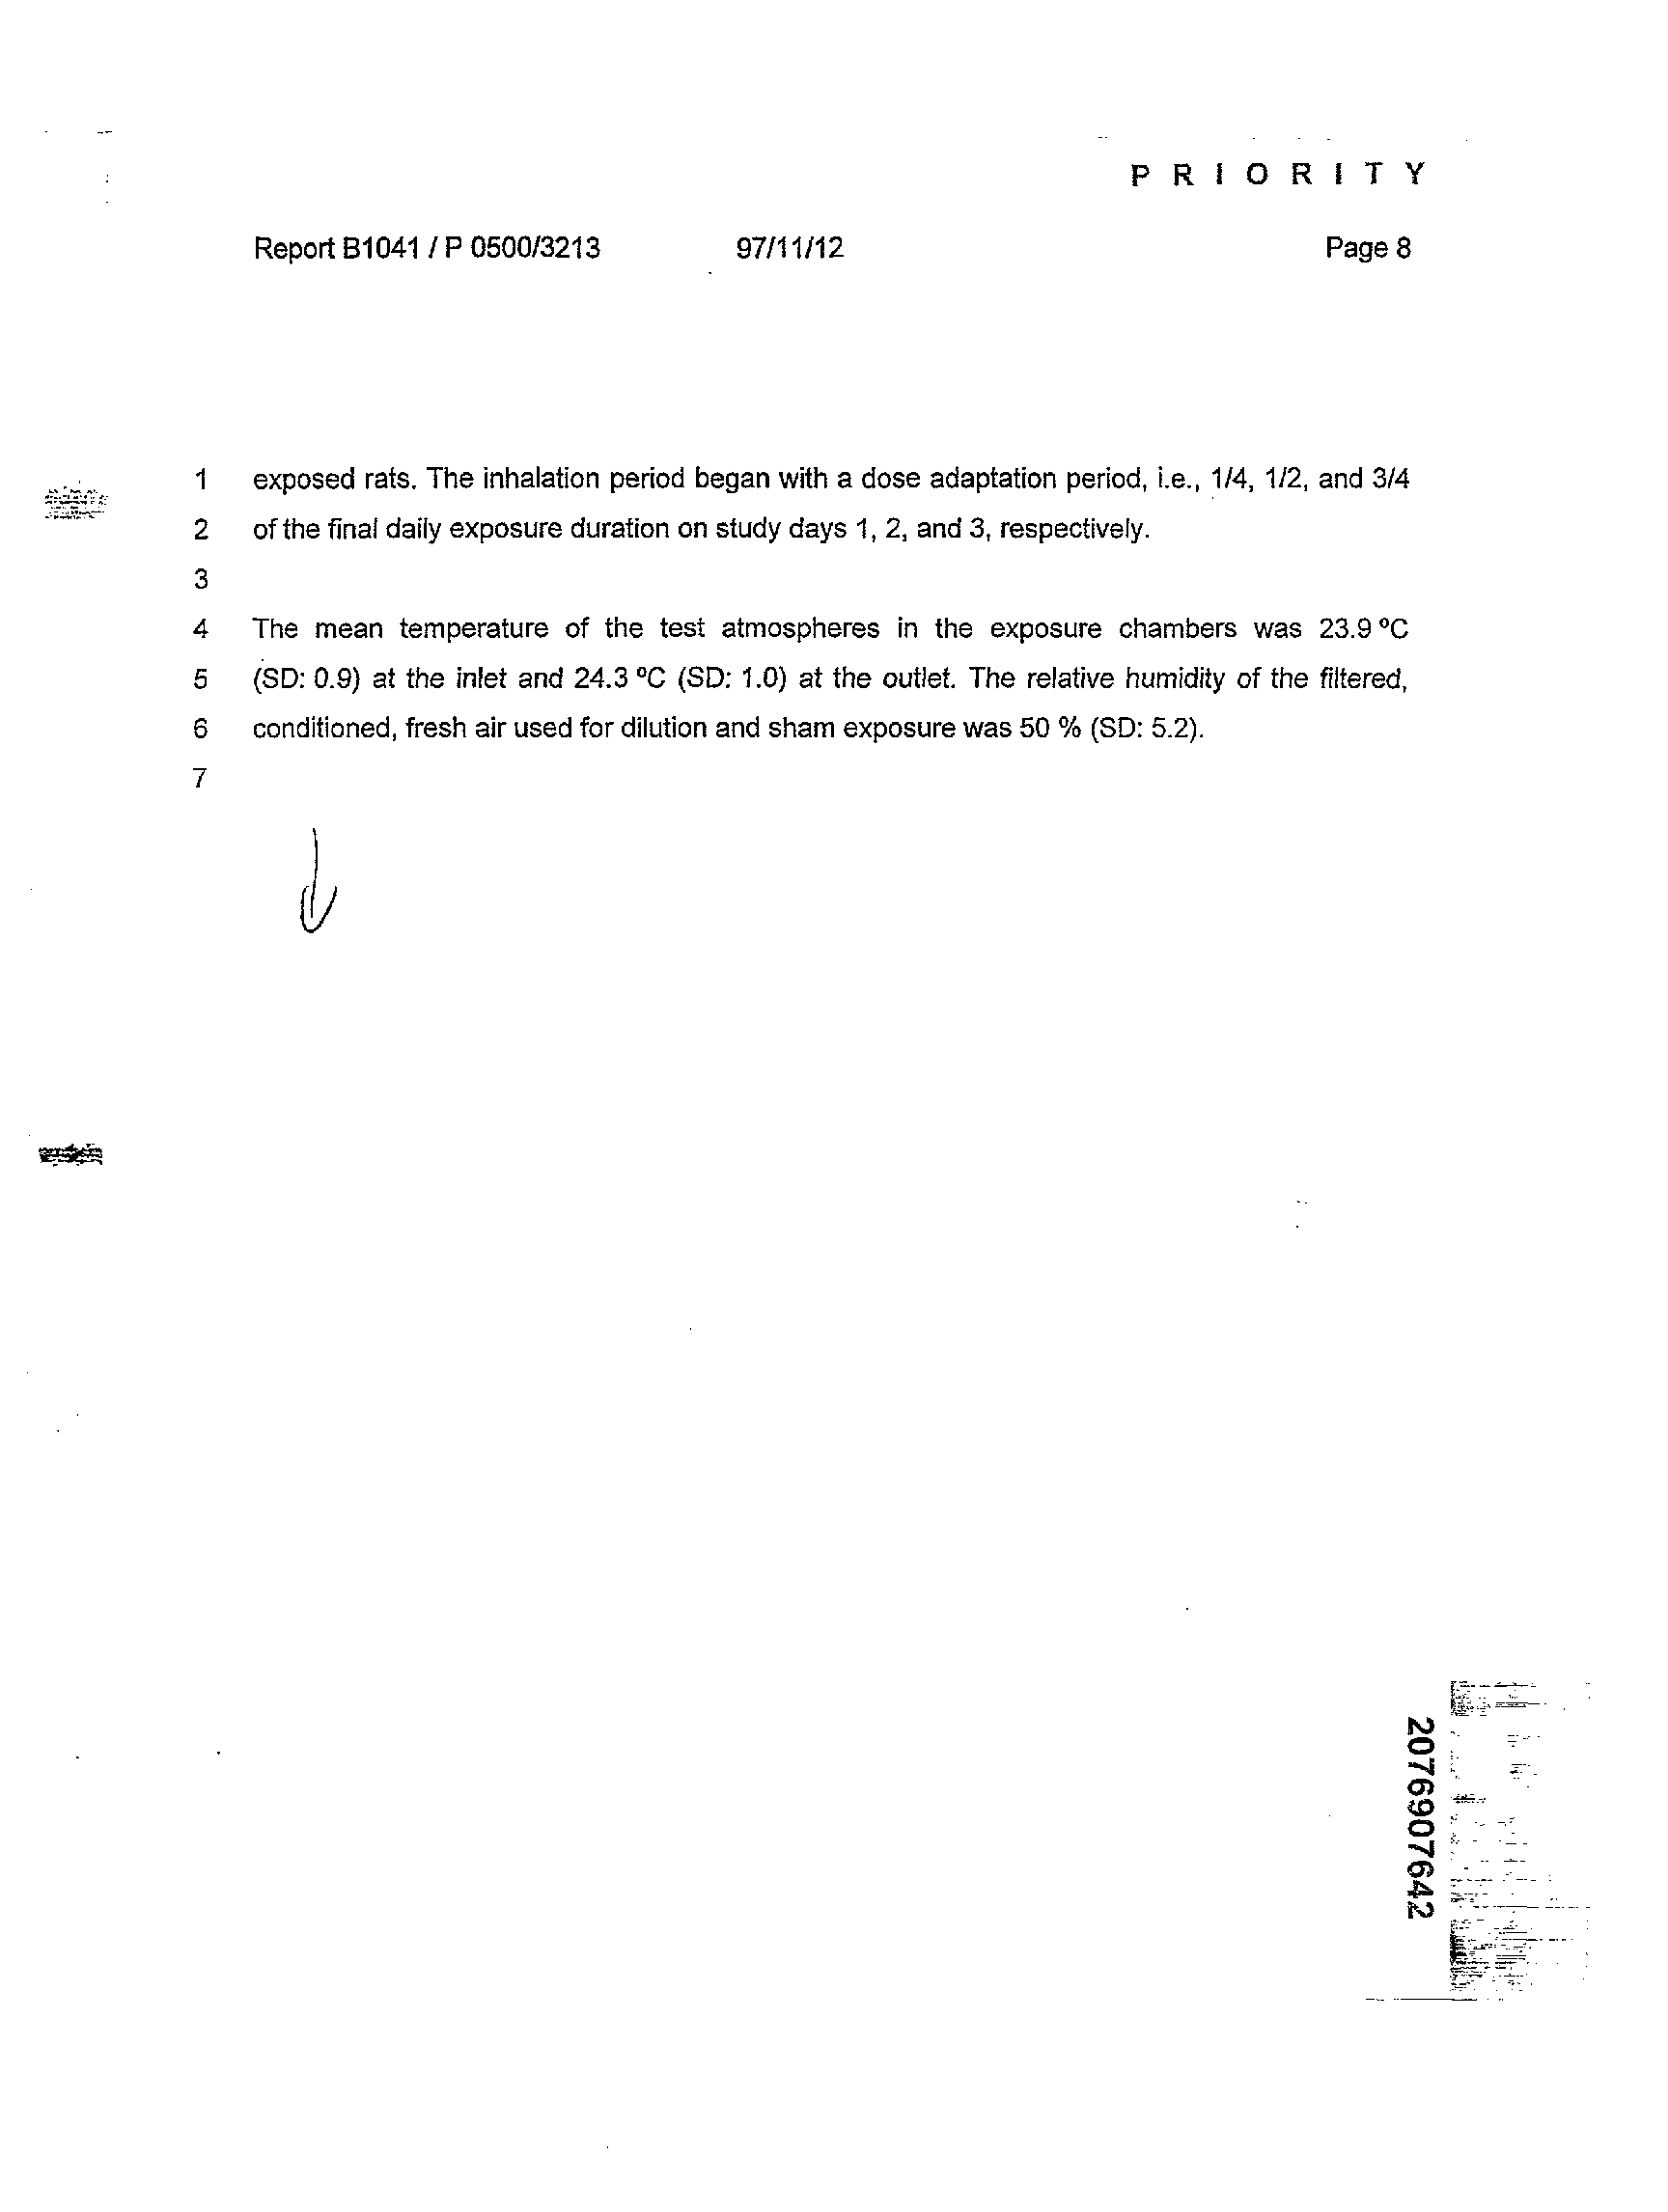 P R I O R I T Y
Report B1041 / P 0500/3213 97/11/12 Page 8
1 exposed rats. The inhalation period began with a dose adaptation period, i.e., 1/4, 1/2, and 3/4
2 of the final daily exposure duration on study days 1, 2, and 3, respectively.
3
4 The mean temperature of the test atmospheres in the exposure chambers was 23.9 ºC
5 (SD: 0.9) at the inlet and 24.3 ºC (SD: 1.0) at the outlet. The relative humidity of the filtered,
6 conditioned, fresh air used for dilution and sham exposure was 50 % (SD: 5.2).
7
2076907642